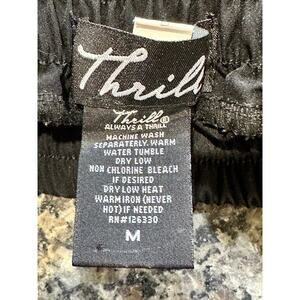 Thrill
Thrill®
ALWAYS A THRILL
MACHINE WASH
SEPARATERLY. WARM
WATER TUMBLE
DRY LOW
NON CHLORINE BLEACH
IF DESIRED
DRY LOW HEAT
WARM IRON (NEVER
HOT) IF NEEDED
RN#126330
M